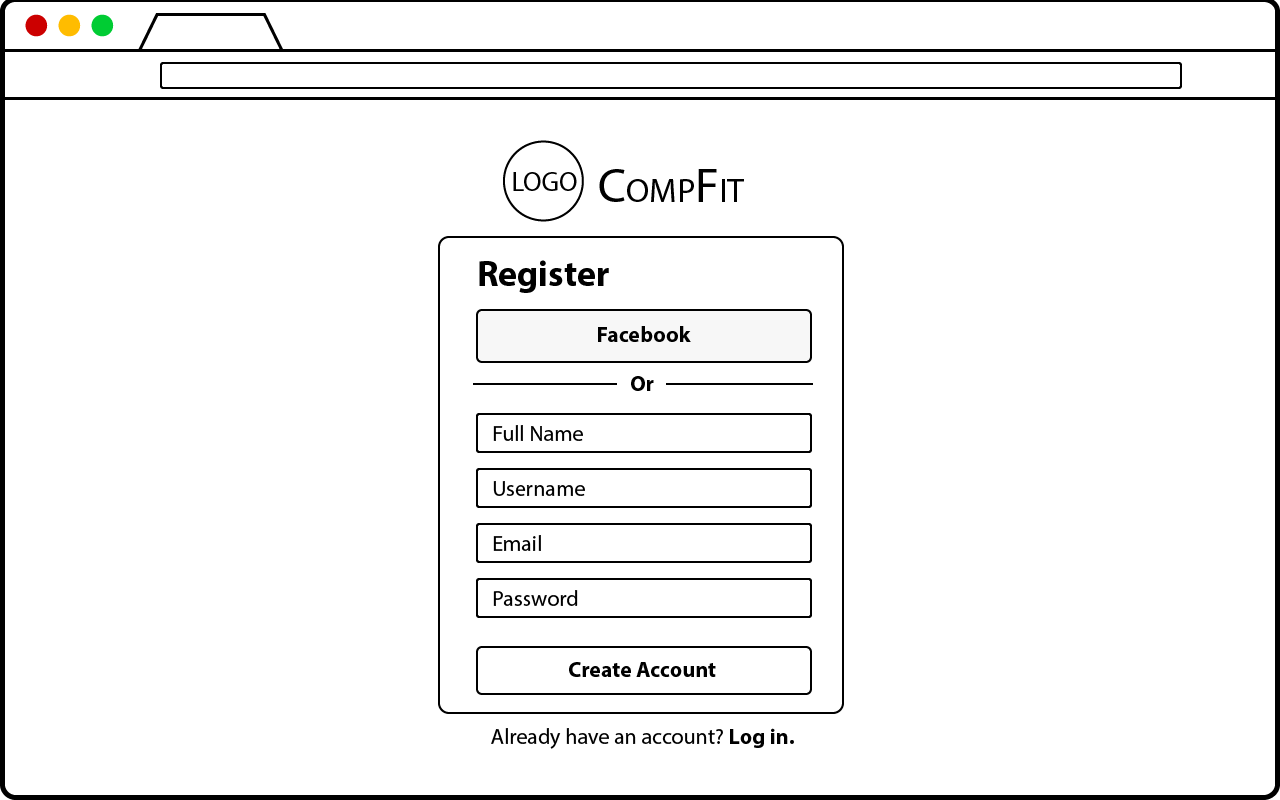 LOGO COMPFIT
Register
Facebook
Or
Full Name
Username
Email
Password
Create Account
Already have an account? Log in.